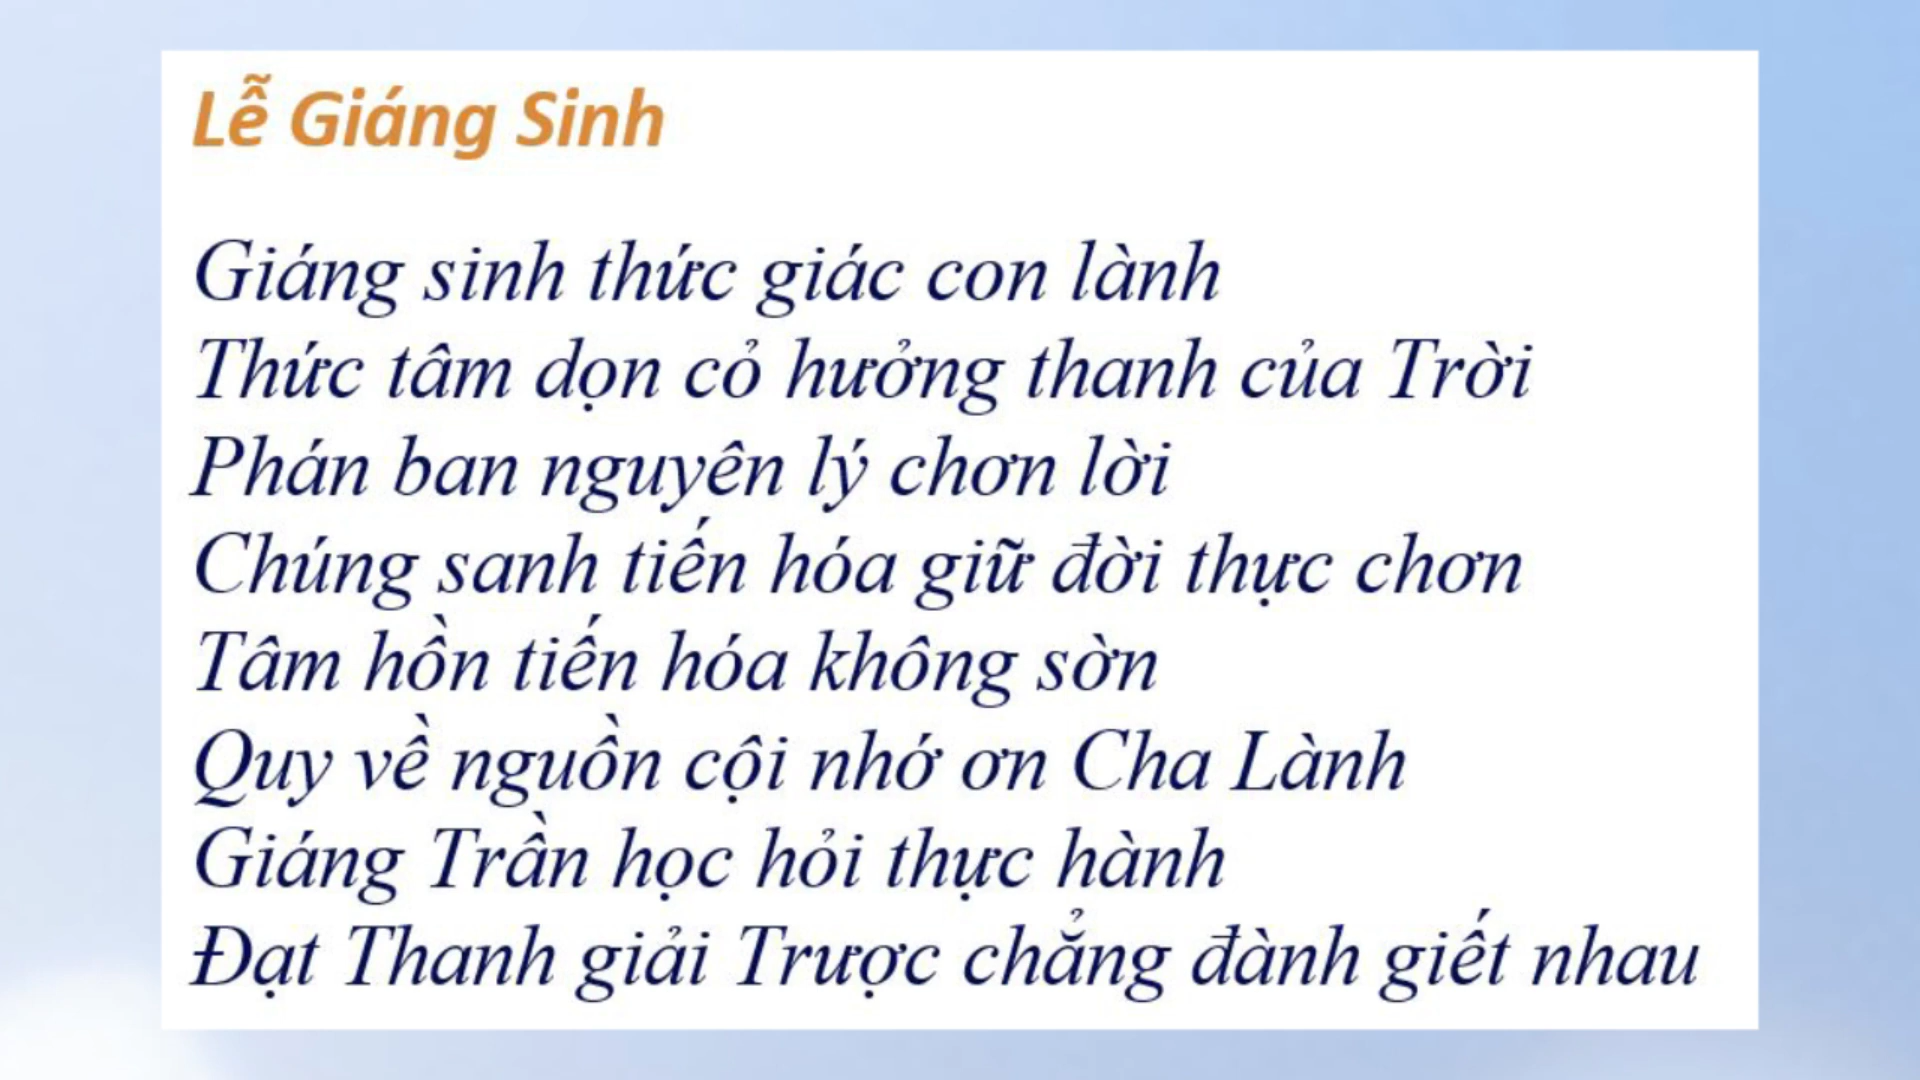 Lễ Giáng Sinh
Giáng sinh thức giác con lành
Thức tâm dọn cỏ hưởng thanh của Trời
Phán ban nguyên lý chơn lời
Chúng sanh tiến hóa giữ đời thực chơn
Tâm hồn tiến hóa không sờn
Quy về nguồn cội nhớ ơn Cha Lành
Giáng Trần học hỏi thực hành
Đạt Thanh giải Trược chẳng đành giết nhau